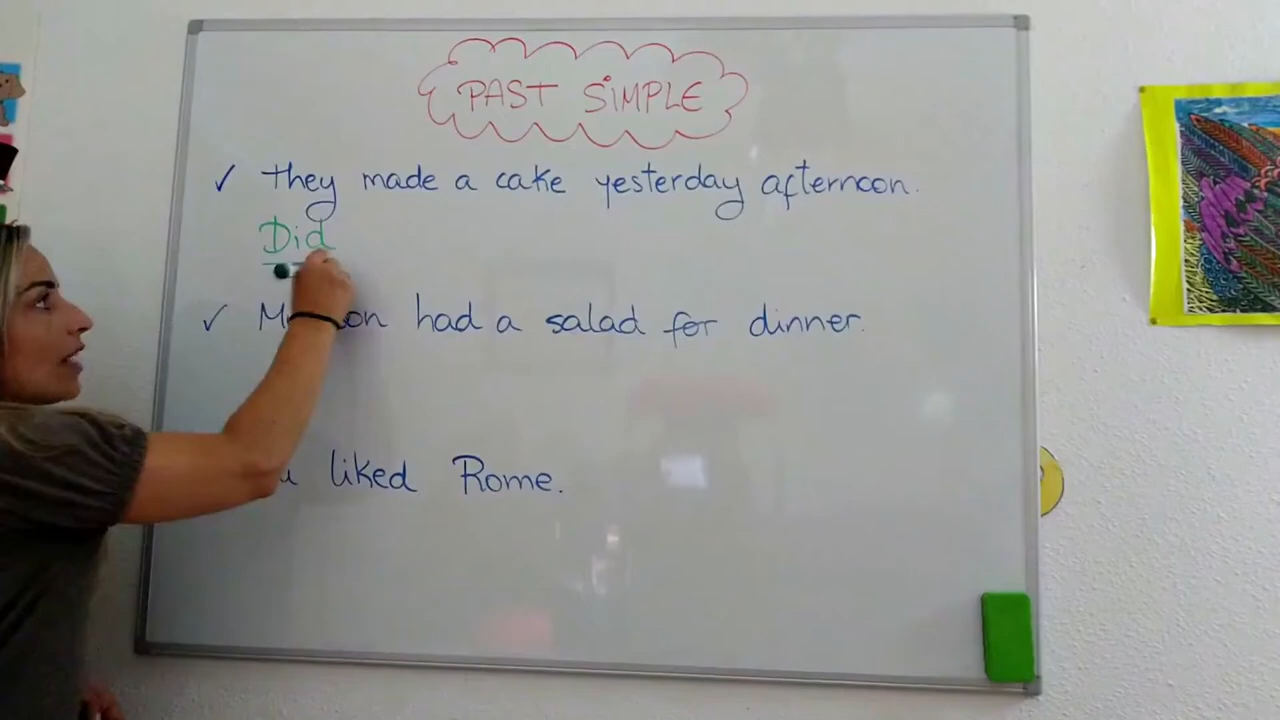 PAST SIMPLE
✓ They made a cake yesterday afternoon.
Did
✓ had a salad for dinner.
liked Rome.